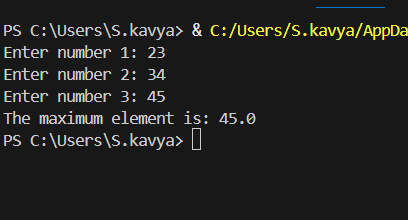 PS C:\Users\S.kavya> & C:/Users/S.kavya/AppDa
Enter number 1: 23
Enter number 2: 34
Enter number 3: 45
The maximum element is: 45.0
PS C:\Users\S.kavya>